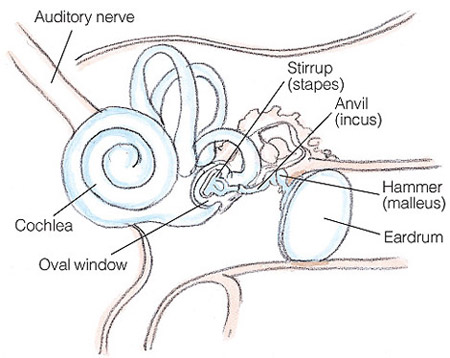 Auditory nerve
Stirrup
(stapes)
Anvil
(incus)
Hammer
(malleus)
Eardrum
Cochlea
Oval window